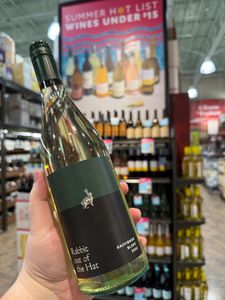 SUMMER HOT LIST
WINES UNDER $15
Rabbit
out of
the Hat
SAUVIGNON
BLANC